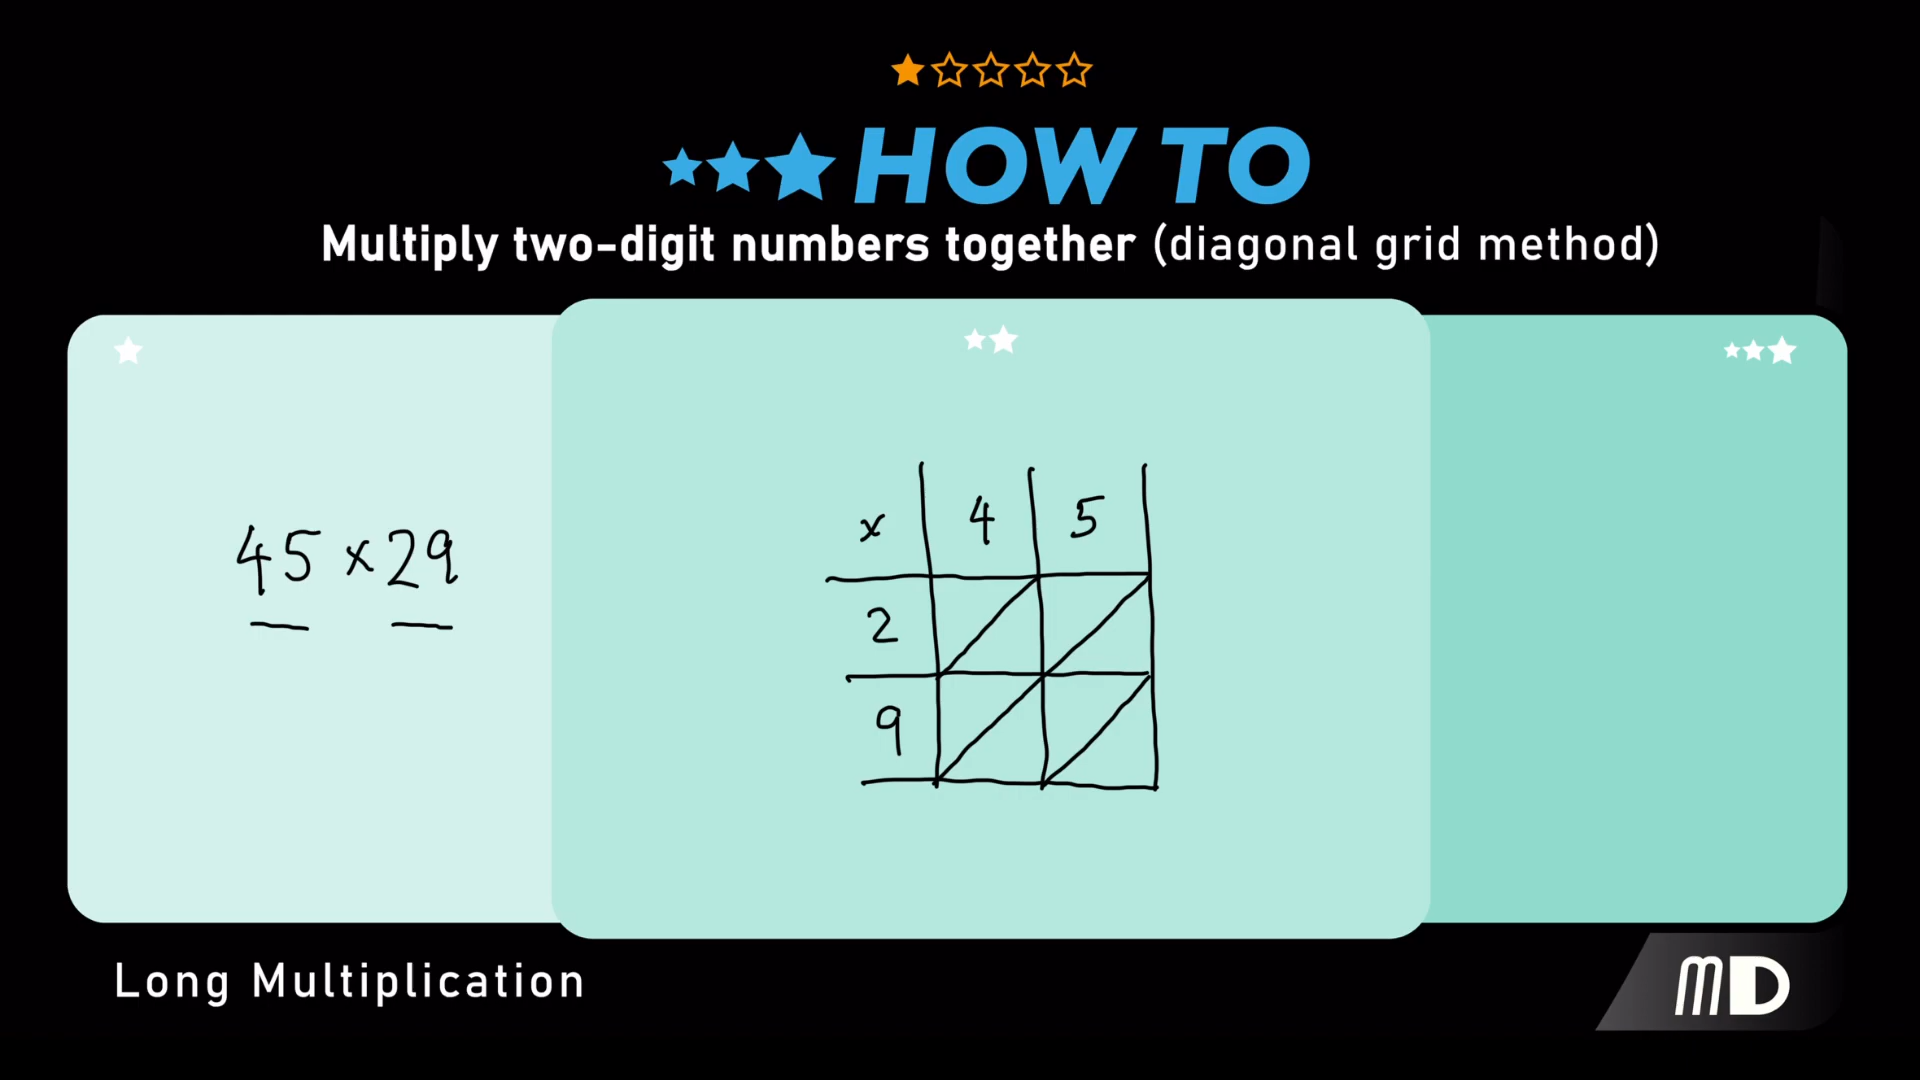 HOW TO
Multiply two-digit numbers together (diagonal grid method)
45 × 29
× 4 5
2
9
Long Multiplication
MD